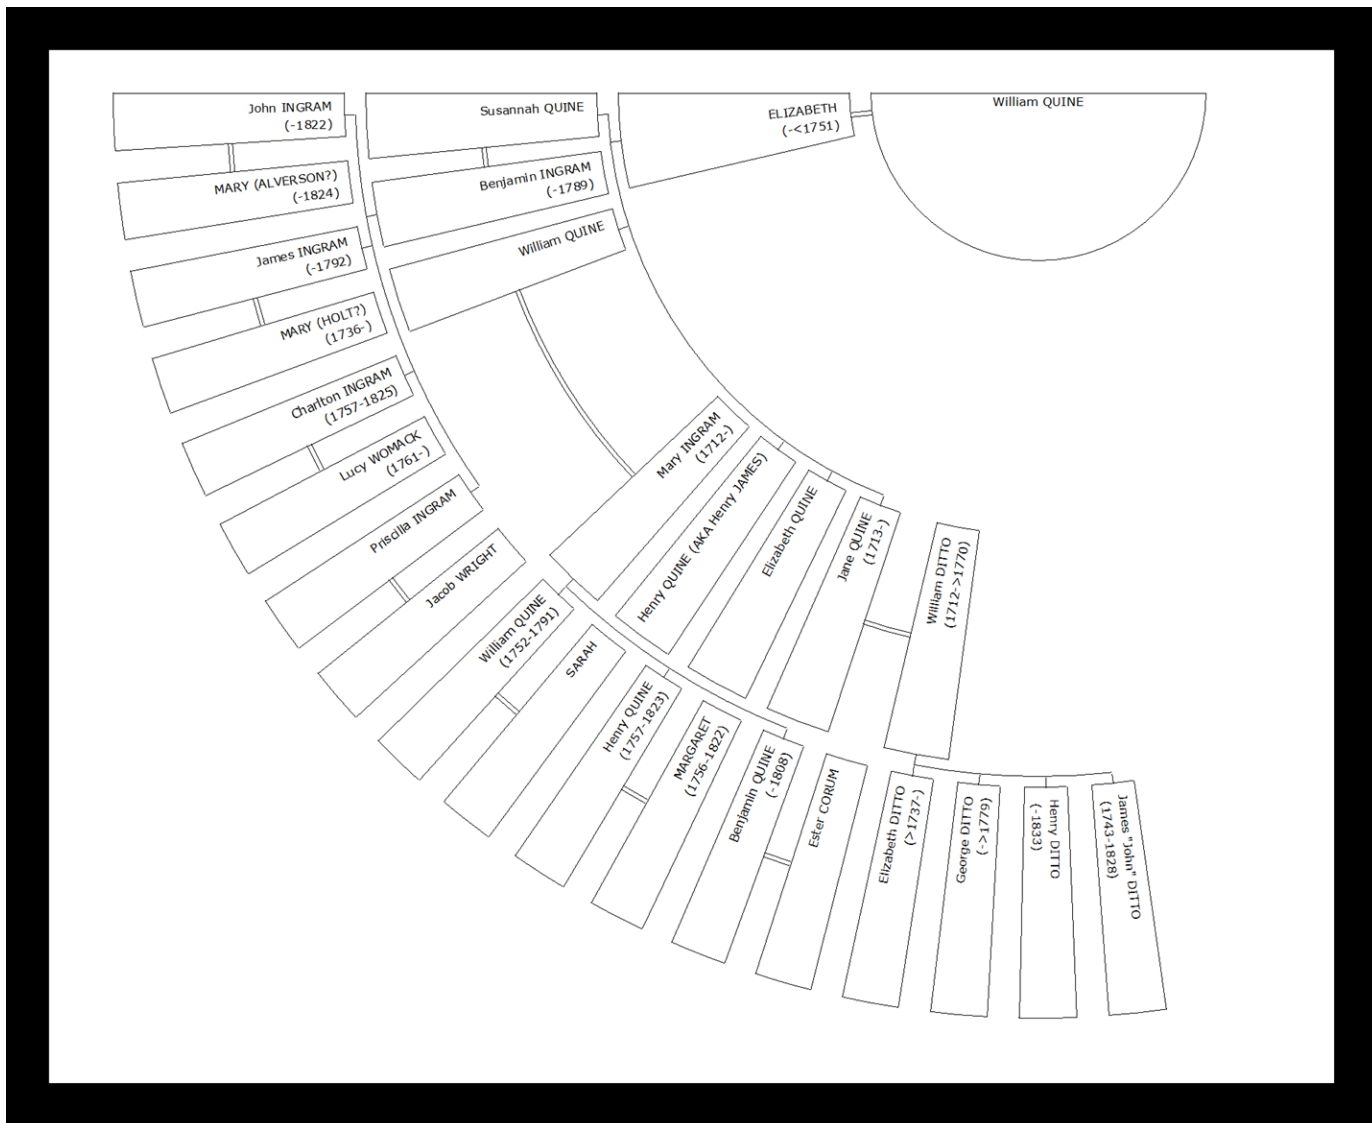 William QUINE
ELIZABETH
(-<1751)
Susannah QUINE
Benjamin INGRAM
(-1789)
William QUINE
Mary INGRAM
(1712-)
Henry QUINE (AKA Henry JAMES)
Elizabeth QUINE
Jane QUINE
(1713-)
William DITTO
(1712->1770)
John INGRAM
(-1822)
MARY (ALVERSON?)
(-1824)
James INGRAM
(-1792)
MARY (HOLT?)
(1736-)
Charlton INGRAM
(1757-1825)
Lucy WOMACK
(1761-)
Priscilla INGRAM
Jacob WRIGHT
William QUINE
(1752-1791)
SARAH
Henry QUINE
(1757-1823)
MARGARET
(1756-1822)
Benjamin QUINE
(-1808)
Ester CORUM
Elizabeth DITTO
(>1737-)
George DITTO
(->1779)
Henry DITTO
(-1833)
James "John" DITTO
(1743-1828)